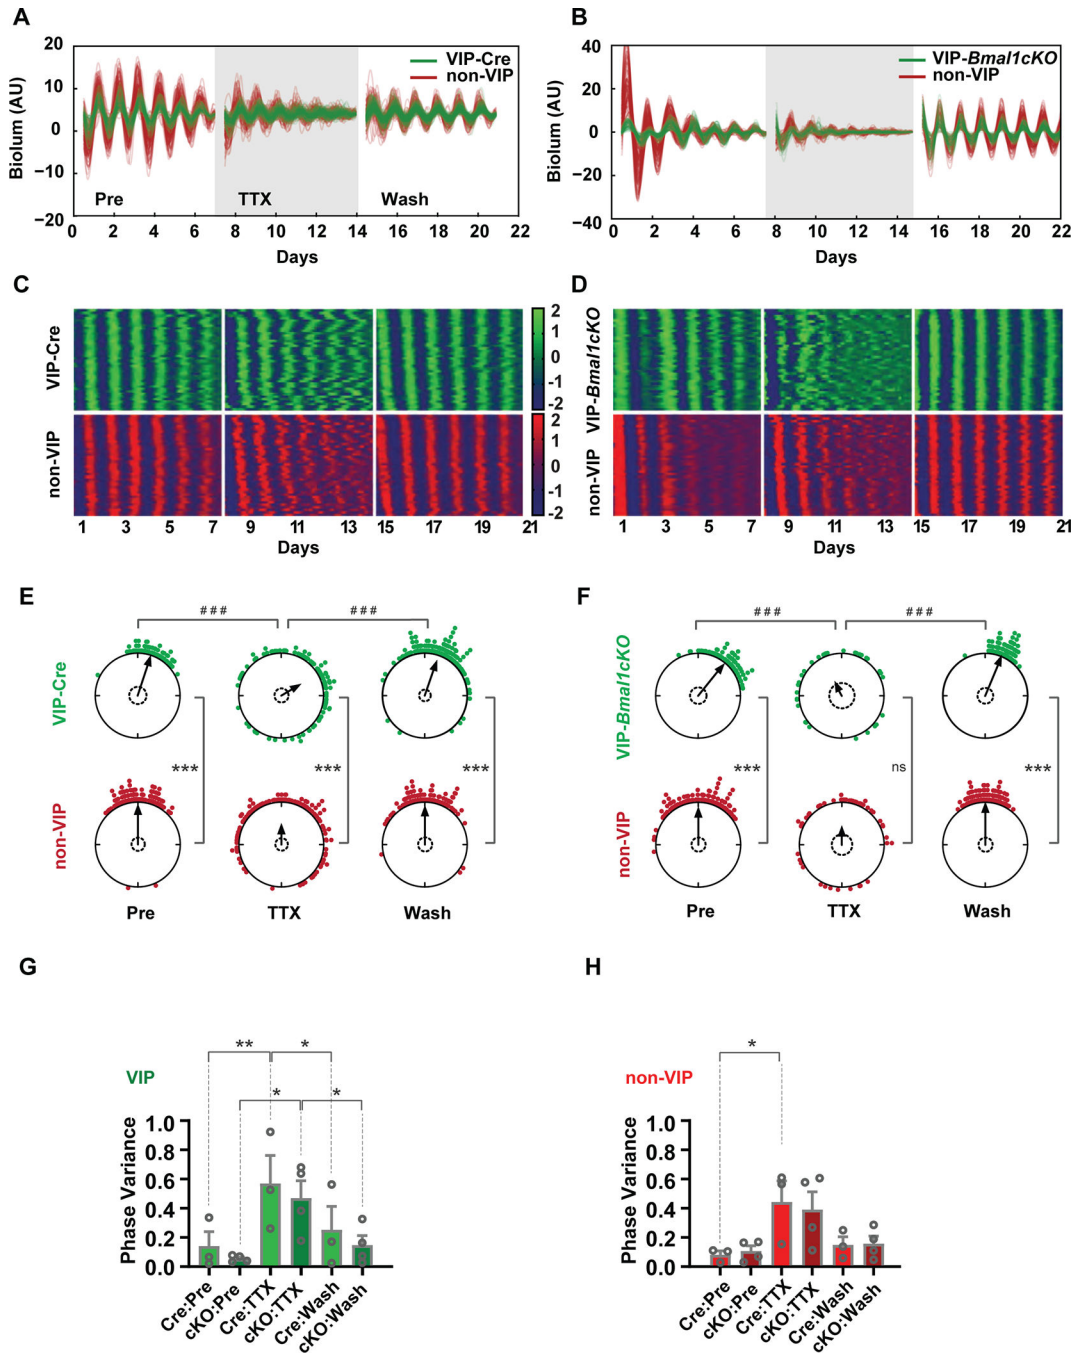 A
20
10
0
−10
−20
Biolum (AU)
VIP-Cre
non-VIP
Pre
TTX
Wash
0 2 4 6 8 10 12 14 16 18 20 22
Days
B
40
20
0
−20
−40
Biolum (AU)
VIP-Bmal1cKO
non-VIP
0 2 4 6 8 10 12 14 16 18 20 22
Days
C
VIP-Cre
non-VIP
2
1
0
-1
-2
2
1
0
-1
-2
1 3 5 7 9 11 13 15 17 19 21
Days
D
VIP-Bmal1cKO
non-VIP
1 3 5 7 9 11 13 15 17 19 21
Days
E
###
###
VIP-Cre
non-VIP
***
***
***
Pre
TTX
Wash
F
###
###
VIP-Bmal1cKO
non-VIP
***
ns
***
Pre
TTX
Wash
G
VIP
**
*
*
*
Phase Variance
1.0
0.8
0.6
0.4
0.2
0.0
Cre:Pre
cKO:Pre
Cre:TTX
cKO:TTX
Cre:Wash
cKO:Wash
H
non-VIP
*
Phase Variance
1.0
0.8
0.6
0.4
0.2
0.0
Cre:Pre
cKO:Pre
Cre:TTX
cKO:TTX
Cre:Wash
cKO:Wash